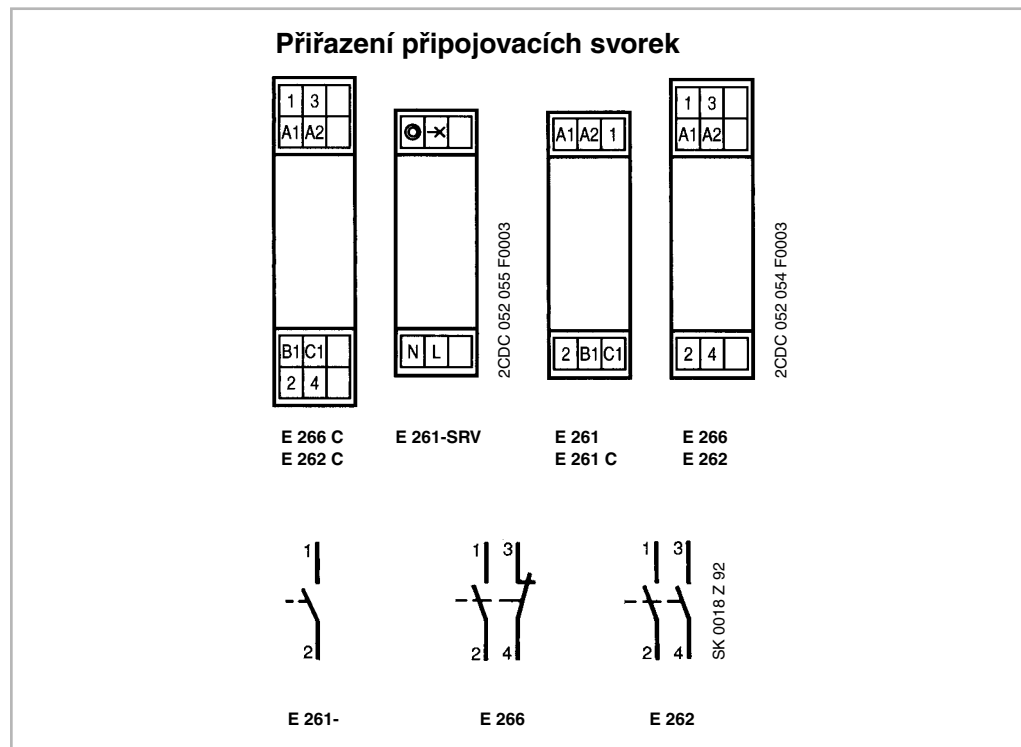 Přiřazení připojovacích svorek
1 3
A1 A2
B1 C1
2 4
E 266 C
E 262 C
N L
2CDC 052 055 F0003
E 261-SRV
A1 A2 1
2 B1 C1
E 261
E 261 C
1 3
A1 A2
2 4
2CDC 052 054 F0003
E 266
E 262
1
2
E 261-
1 3
2 4
E 266
1 3
2 4
SK 0018 Z 92
E 262